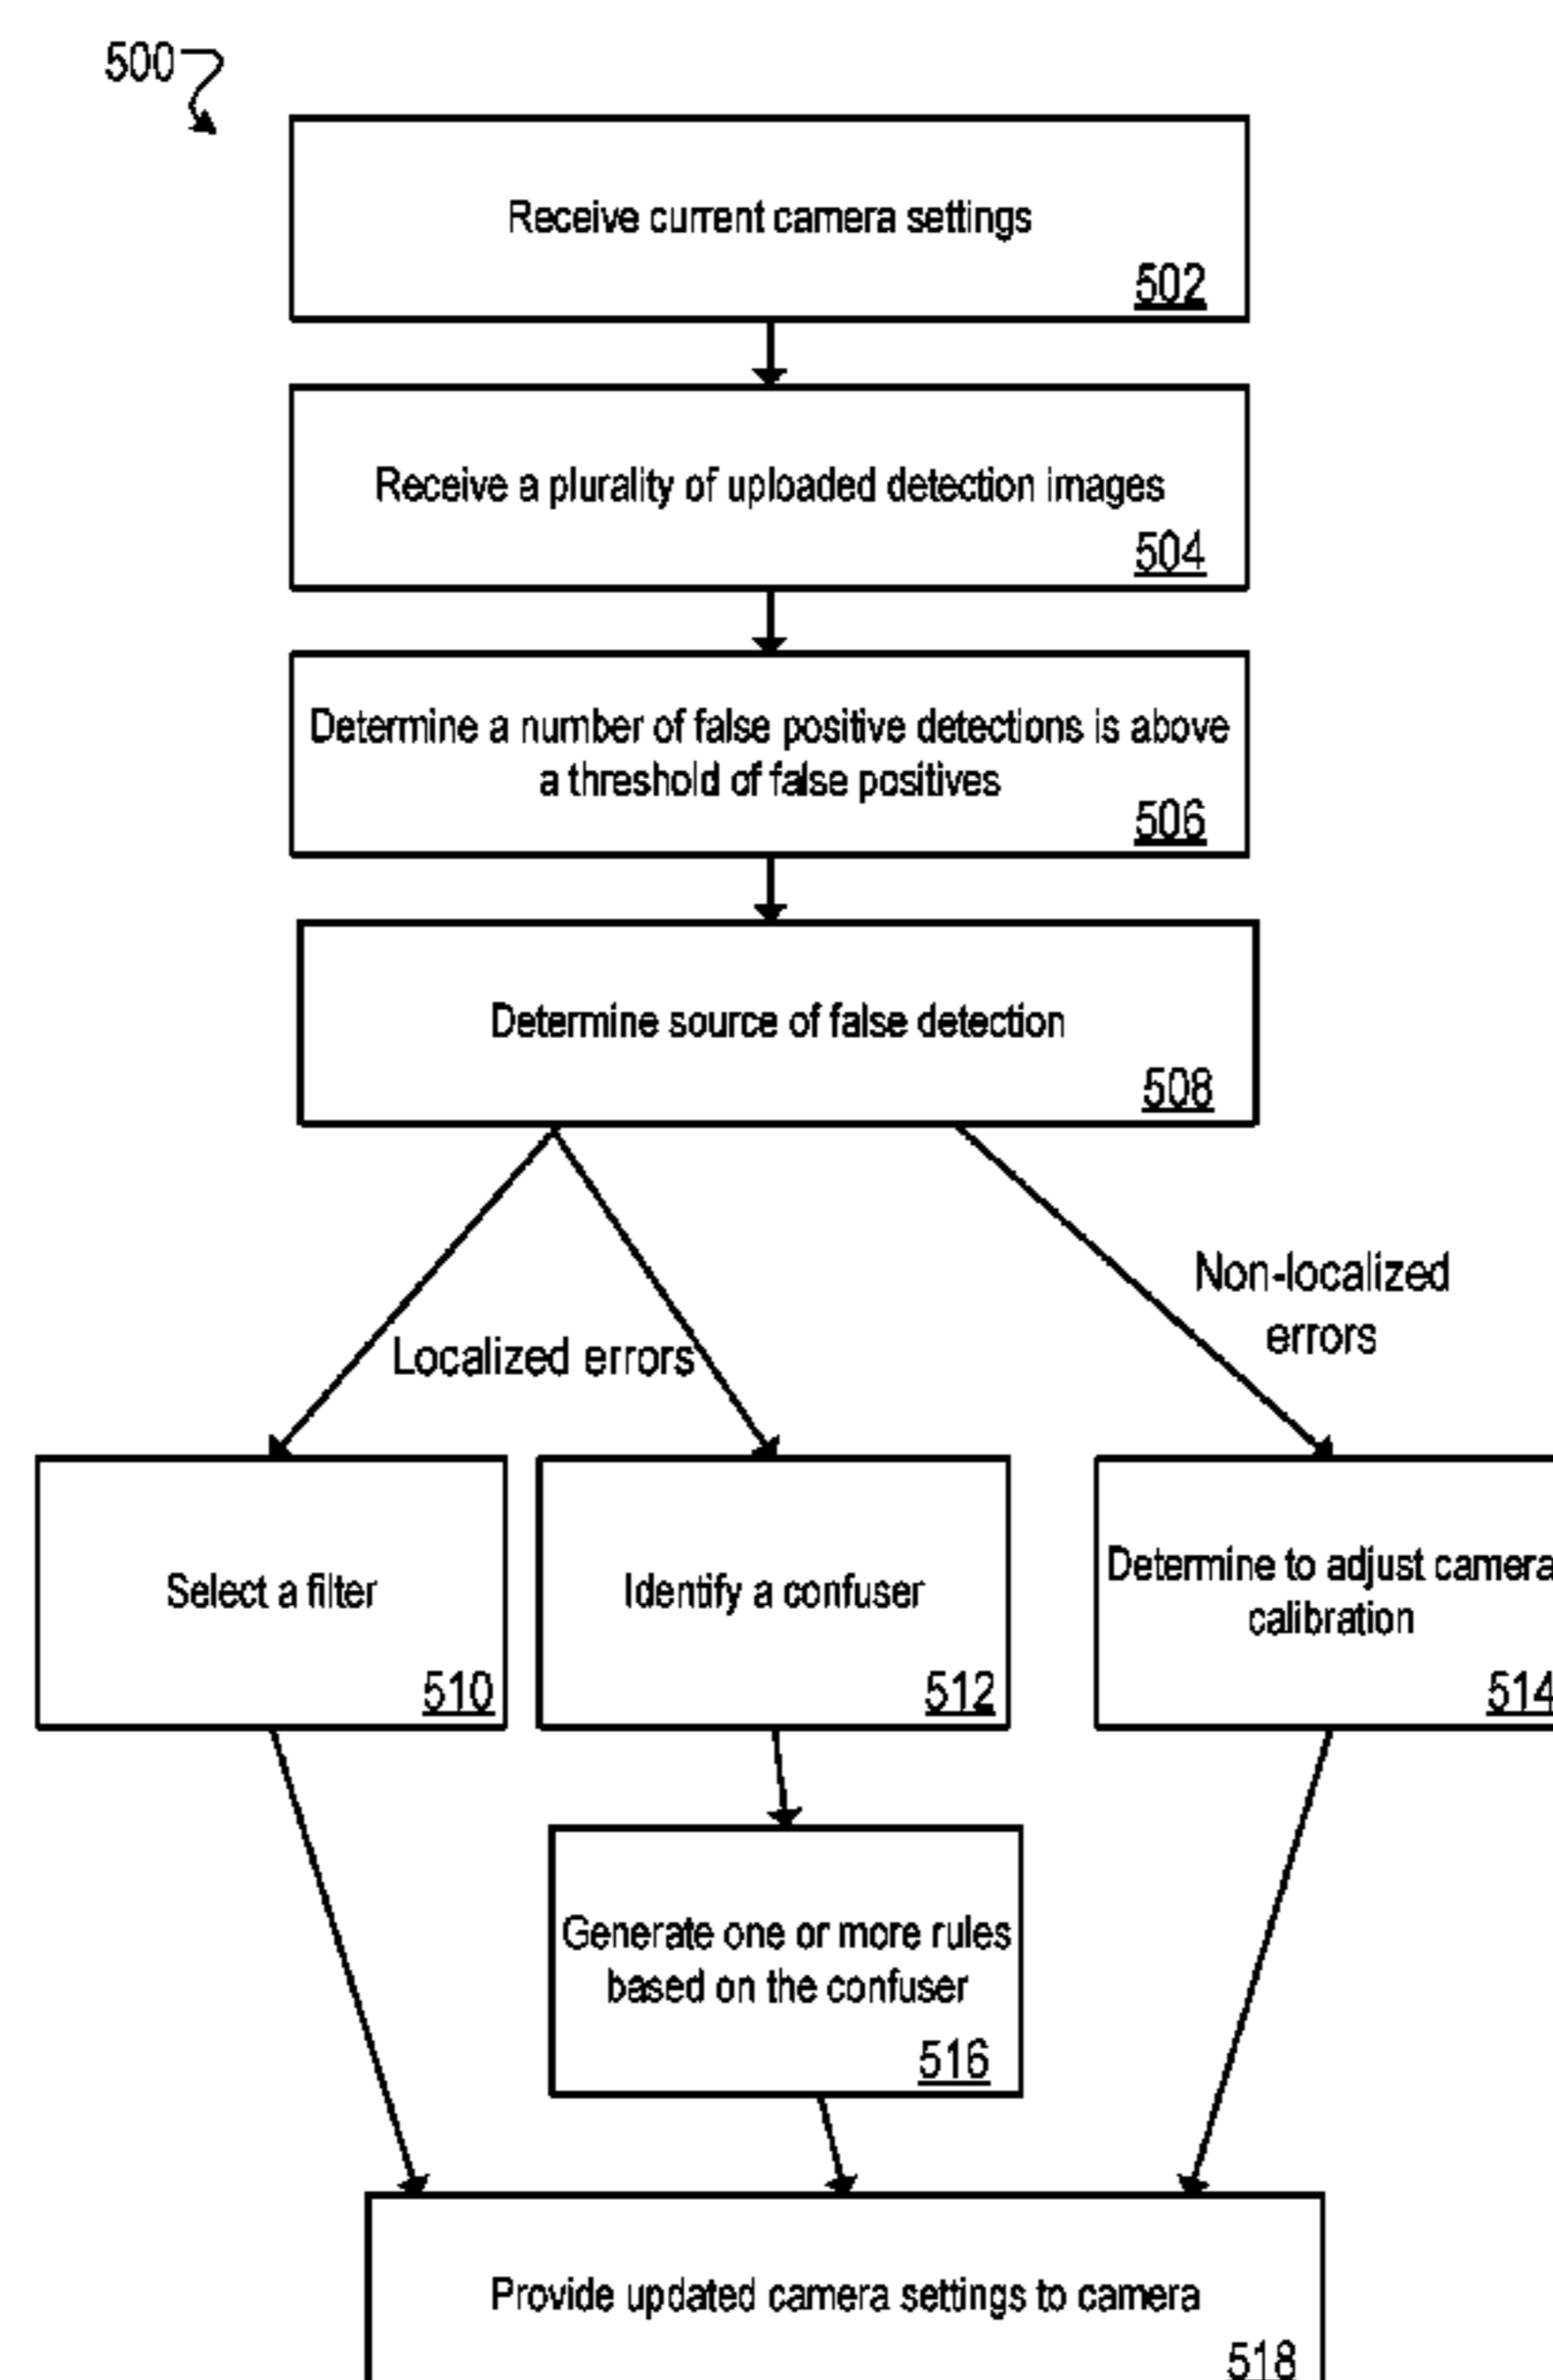 500
Receive current camera settings
502
Receive a plurality of uploaded detection images
504
Determine a number of false positive detections is above
a threshold of false positives
506
Determine source of false detection
508
Non-localized
errors
Localized errors
Select a filter
510
Identify a confuser
512
Determine to adjust camera
calibration
514
Generate one or more rules
based on the confuser
516
Provide updated camera settings to camera
518